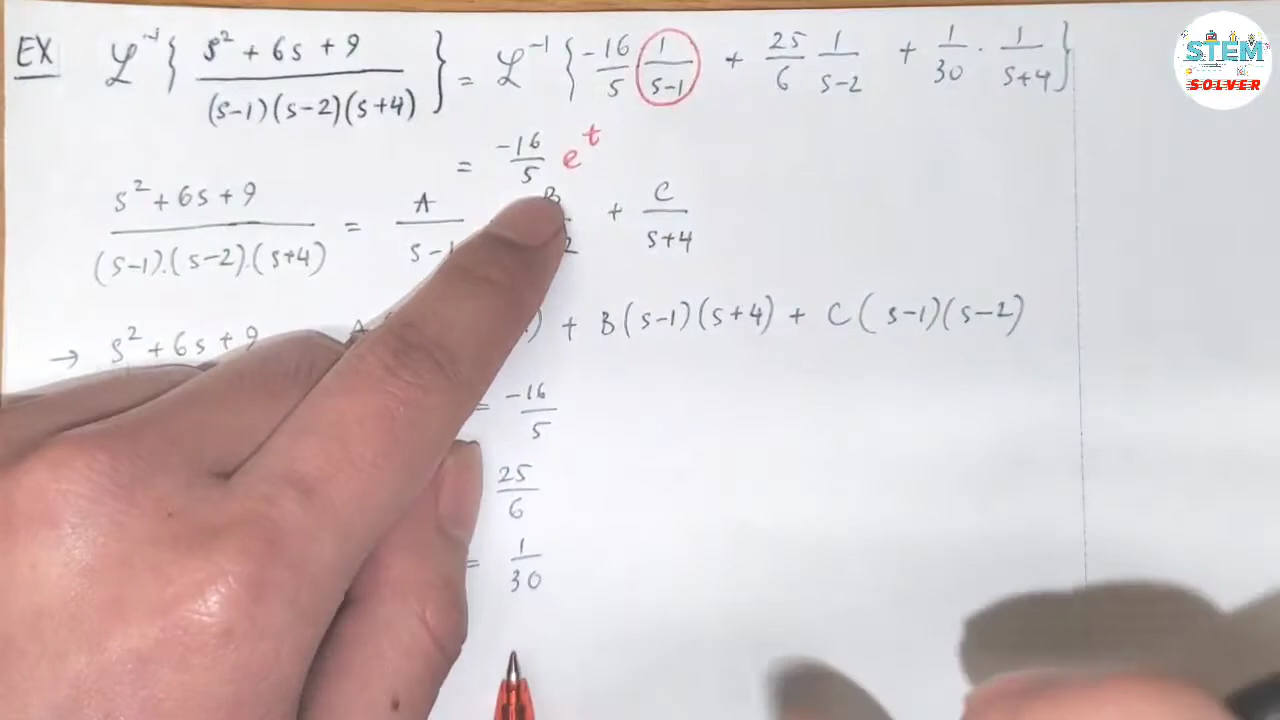 EX ℒ⁻¹ { s² + 6s + 9 / (s-1)(s-2)(s+4) } = ℒ⁻¹ { -16/5 1/s-1 + 25/6 1/s-2 + 1/30 · 1/s+4 }
STEM
SOLVER
= -16/5 e^t
s² + 6s + 9 / (s-1).(s-2).(s+4) = A / s-1 B / 2 + C / s+4
→ s² + 6s + 9 A ) + B(s-1)(s+4) + C(s-1)(s-2)
= -16/5
25/6
= 1/30